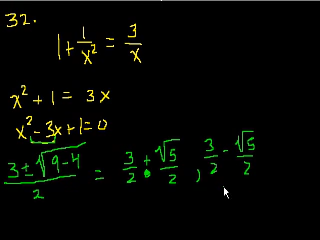 32.
1 + 1/x² = 3/x
x² + 1 = 3x
x² - 3x + 1 = 0
(3 ± √(9-4))/2 = 3/2 + √5/2 , 3/2 - √5/2